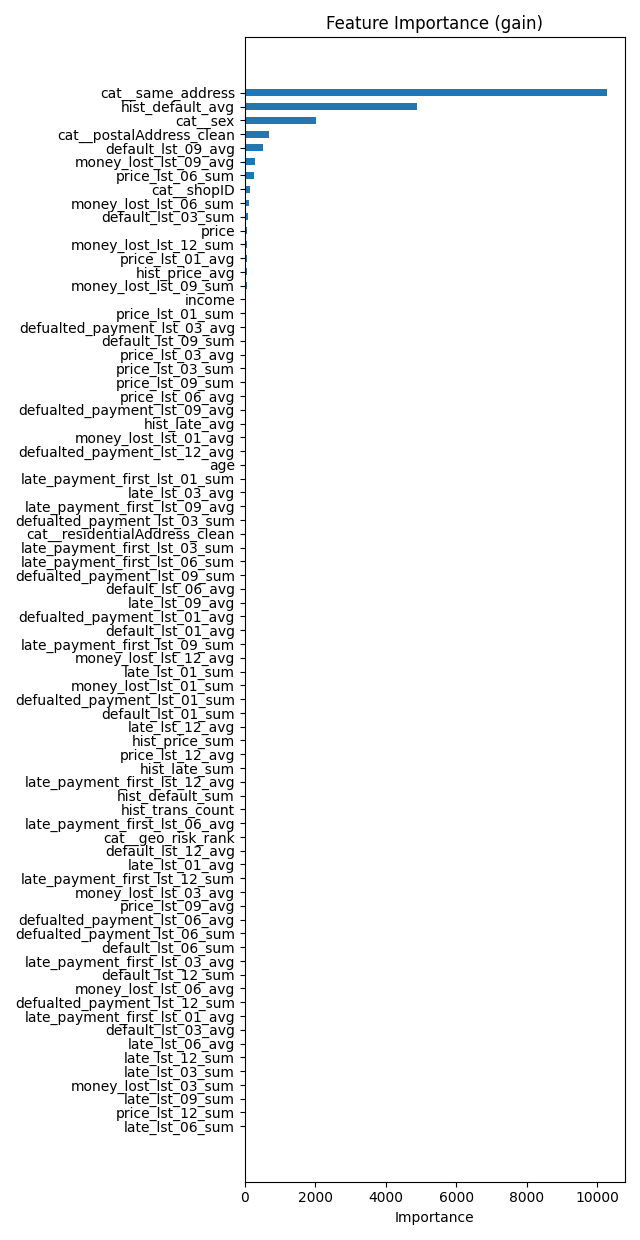 Feature Importance (gain)
cat__same_address
hist_default_avg
cat__sex
cat__postalAddress_clean
default_lst_09_avg
money_lost_lst_09_avg
price_lst_06_sum
cat__shopID
money_lost_lst_06_sum
default_lst_03_sum
price
money_lost_lst_12_sum
price_lst_01_avg
hist_price_avg
money_lost_lst_09_sum
income
price_lst_01_sum
defualted_payment_lst_03_avg
default_lst_09_sum
price_lst_03_avg
price_lst_03_sum
price_lst_09_sum
price_lst_06_avg
defualted_payment_lst_09_avg
hist_late_avg
money_lost_lst_01_avg
defualted_payment_lst_12_avg
age
late_payment_first_lst_01_sum
late_lst_03_avg
late_payment_first_lst_09_avg
defualted_payment_lst_03_sum
cat__residentialAddress_clean
late_payment_first_lst_03_sum
late_payment_first_lst_06_sum
defualted_payment_lst_09_sum
default_lst_06_avg
late_lst_09_avg
defualted_payment_lst_01_avg
default_lst_01_avg
late_payment_first_lst_09_sum
money_lost_lst_12_avg
late_lst_01_sum
money_lost_lst_01_sum
defualted_payment_lst_01_sum
default_lst_01_sum
late_lst_12_avg
hist_price_sum
price_lst_12_avg
hist_late_sum
late_payment_first_lst_12_avg
hist_default_sum
hist_trans_count
late_payment_first_lst_06_avg
cat__geo_risk_rank
default_lst_12_avg
late_lst_01_avg
late_payment_first_lst_12_sum
money_lost_lst_03_avg
price_lst_09_avg
defualted_payment_lst_06_avg
defualted_payment_lst_06_sum
default_lst_06_sum
late_payment_first_lst_03_avg
default_lst_12_sum
money_lost_lst_06_avg
defualted_payment_lst_12_sum
late_payment_first_lst_01_avg
default_lst_03_avg
late_lst_06_avg
late_lst_12_sum
late_lst_03_sum
money_lost_lst_03_sum
late_lst_09_sum
price_lst_12_sum
late_lst_06_sum
0 2000 4000 6000 8000 10000
Importance